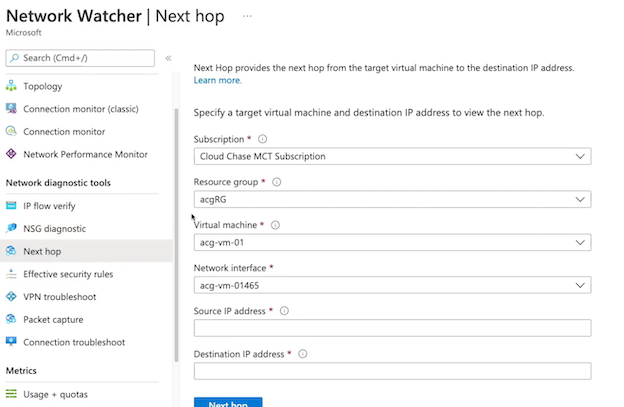 Network Watcher | Next hop ...
Microsoft
Search (Cmd+/)
«
Topology
Connection monitor (classic)
Connection monitor
Network Performance Monitor
Network diagnostic tools
IP flow verify
NSG diagnostic
Next hop
Effective security rules
VPN troubleshoot
Packet capture
Connection troubleshoot
Metrics
Usage + quotas
Next Hop provides the next hop from the target virtual machine to the destination IP address.
Learn more.
Specify a target virtual machine and destination IP address to view the next hop.
Subscription *
Cloud Chase MCT Subscription
Resource group *
acgRG
Virtual machine *
acg-vm-01
Network interface *
acg-vm-01465
Source IP address *
Destination IP address *
Next hop